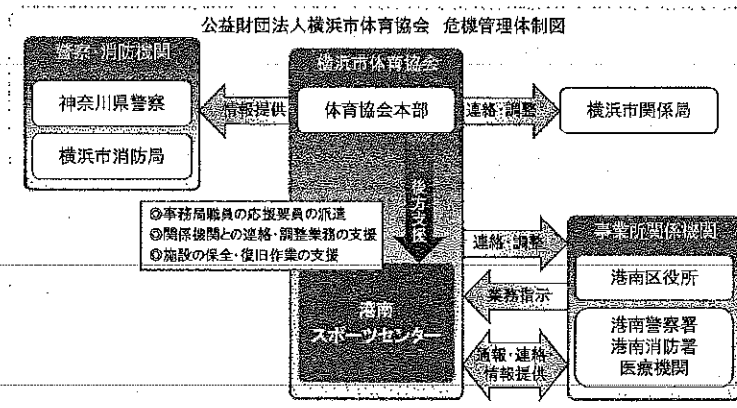 公益財団法人横浜市体育協会 危機管理体制図
警察・消防機関
神奈川県警察
横浜市消防局
情報提供
横浜市体育協会
体育協会本部
連絡・調整
横浜市関係局
後方支援
◎事務局職員の応援要員の派遣
◎関係機関との連絡・調整業務の支援
◎施設の保全・復旧作業の支援
港南
スポーツセンター
連絡・調整
業務指示
通報・連絡・
情報提供
事業所関係機関
港南区役所
港南警察署
港南消防署
医療機関